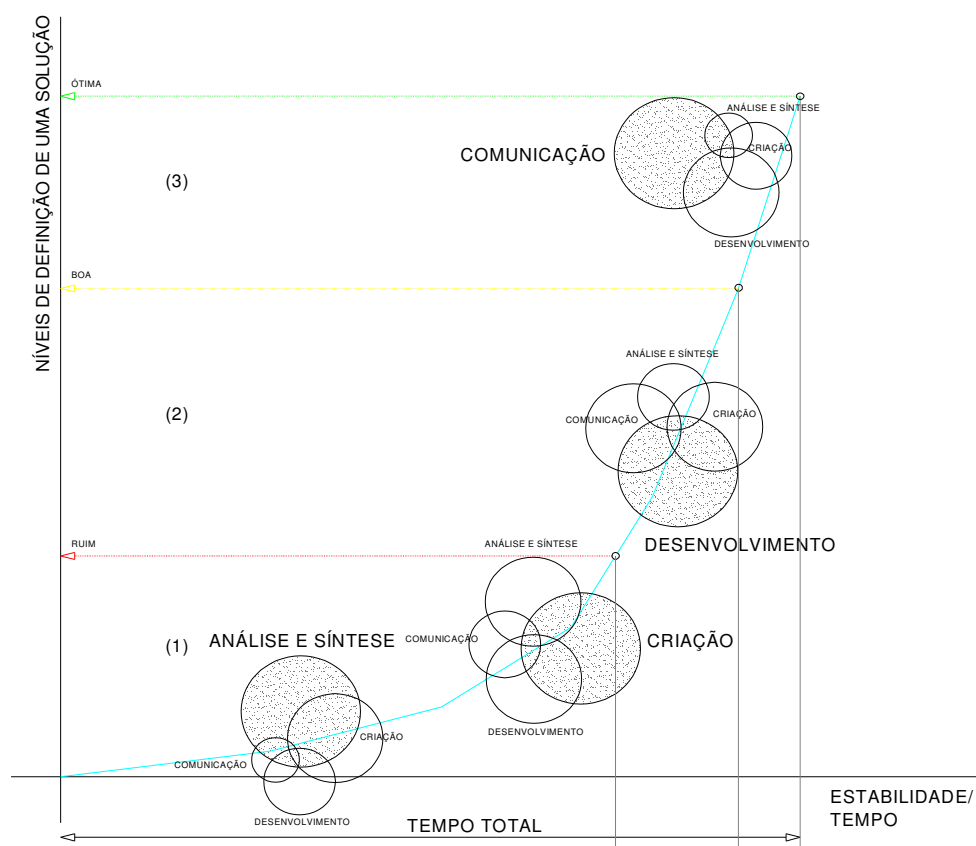 NÍVEIS DE DEFINIÇÃO DE UMA SOLUÇÃO
ÓTIMA
ANÁLISE E SÍNTESE
COMUNICAÇÃO
CRIAÇÃO
(3)
DESENVOLVIMENTO
BOA
ANÁLISE E SÍNTESE
(2)
COMUNICAÇÃO
CRIAÇÃO
RUIM
ANÁLISE E SÍNTESE
DESENVOLVIMENTO
(1)
ANÁLISE E SÍNTESE
COMUNICAÇÃO
CRIAÇÃO
CRIAÇÃO
DESENVOLVIMENTO
COMUNICAÇÃO
DESENVOLVIMENTO
TEMPO TOTAL
ESTABILIDADE/
TEMPO